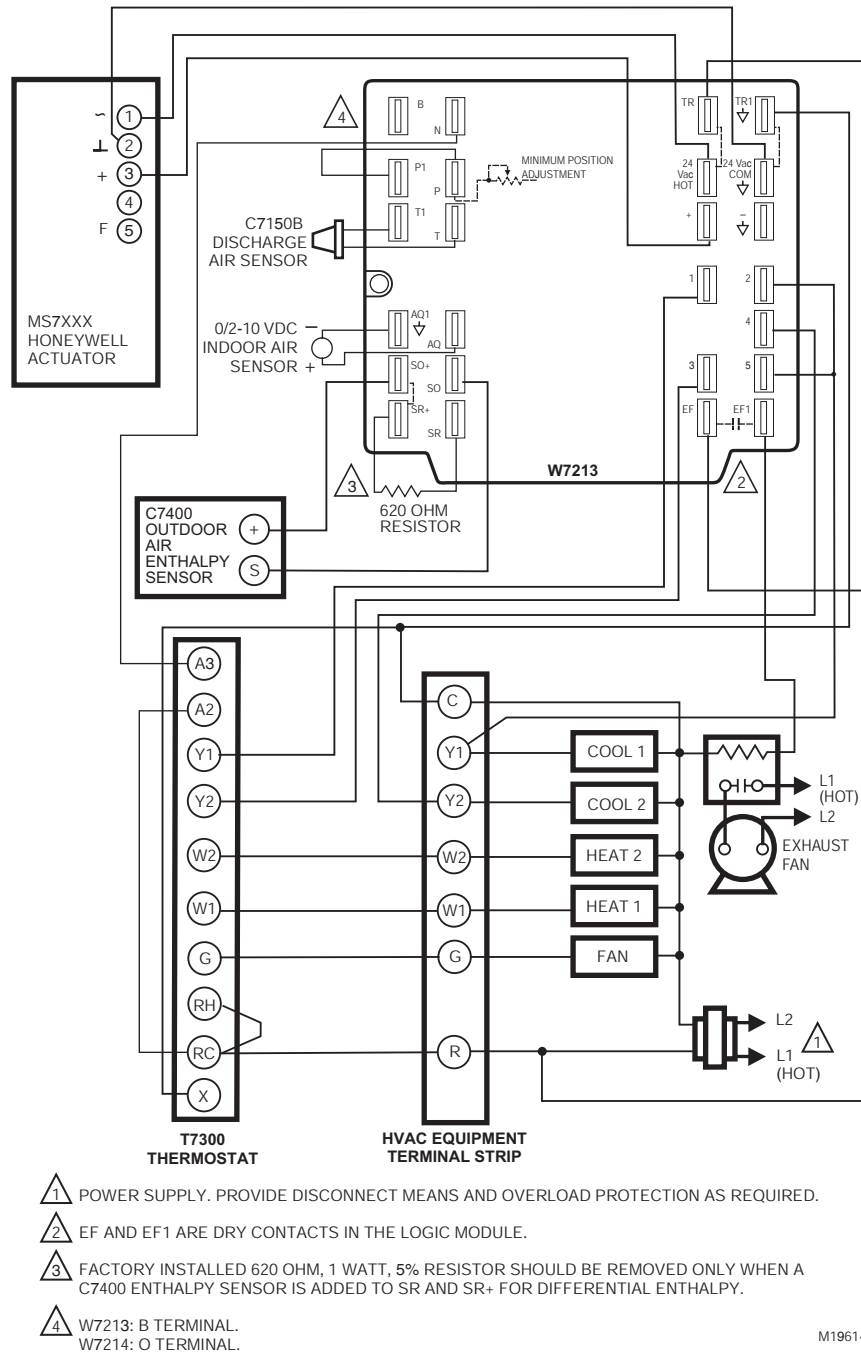 ~ 1
⊥ 2
+ 3
4
F 5
MS7XXX
HONEYWELL
ACTUATOR
4
B
N
P1
P
MINIMUM POSITION
ADJUSTMENT
T1
T
C7150B
DISCHARGE
AIR SENSOR
0/2-10 VDC –
INDOOR AIR
SENSOR +
AQ1
AQ
SO+
SO
SR+
SR
TR
TR1
24
Vac
HOT
24 Vac
COM
+
–
1
2
4
3
5
EF
EF1
W7213
3
2
620 OHM
RESISTOR
C7400
OUTDOOR
AIR
ENTHALPY
SENSOR
+
S
A3
A2
Y1
Y2
W2
W1
G
RH
RC
X
T7300
THERMOSTAT
C
Y1
Y2
W2
W1
G
R
HVAC EQUIPMENT
TERMINAL STRIP
COOL 1
COOL 2
HEAT 2
HEAT 1
FAN
L1
(HOT)
L2
EXHAUST
FAN
L2
L1
(HOT)
1
1 POWER SUPPLY. PROVIDE DISCONNECT MEANS AND OVERLOAD PROTECTION AS REQUIRED.
2 EF AND EF1 ARE DRY CONTACTS IN THE LOGIC MODULE.
3 FACTORY INSTALLED 620 OHM, 1 WATT, 5% RESISTOR SHOULD BE REMOVED ONLY WHEN A
C7400 ENTHALPY SENSOR IS ADDED TO SR AND SR+ FOR DIFFERENTIAL ENTHALPY.
4 W7213: B TERMINAL.
W7214: O TERMINAL.